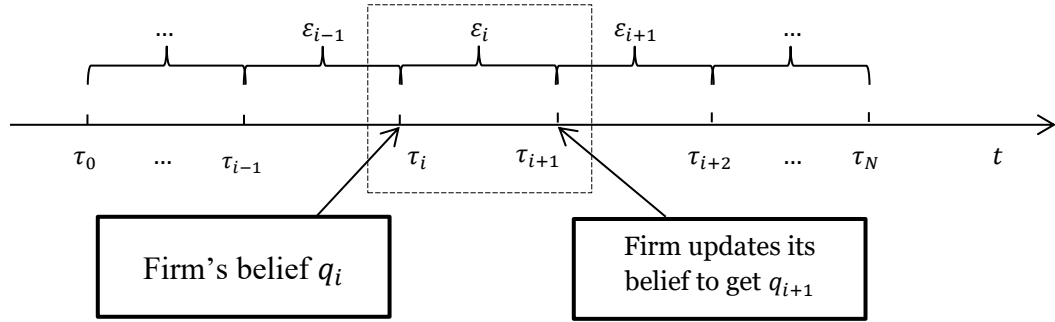 … ε_{i−1} ε_i ε_{i+1} …
τ_0 … τ_{i−1} τ_i τ_{i+1} τ_{i+2} … τ_N t
Firm's belief q_i
Firm updates its
belief to get q_{i+1}